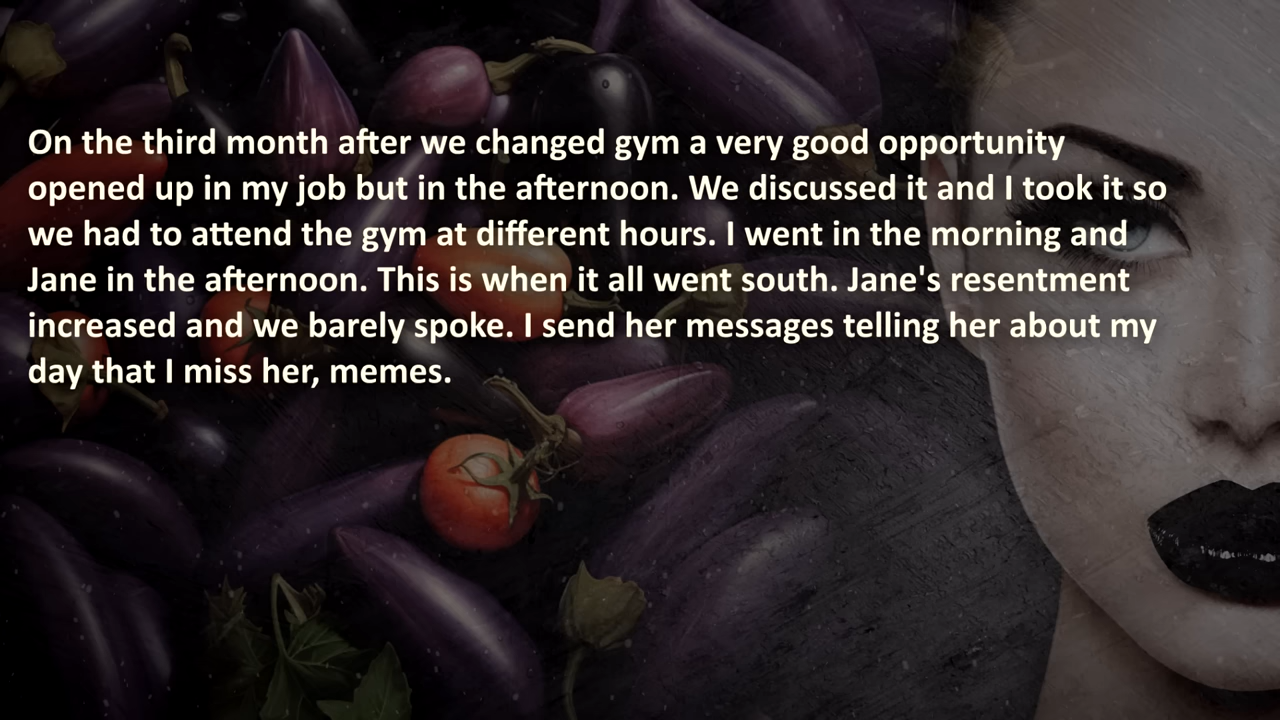 On the third month after we changed gym a very good opportunity
opened up in my job but in the afternoon. We discussed it and I took it so
we had to attend the gym at different hours. I went in the morning and
Jane in the afternoon. This is when it all went south. Jane's resentment
increased and we barely spoke. I send her messages telling her about my
day that I miss her, memes.